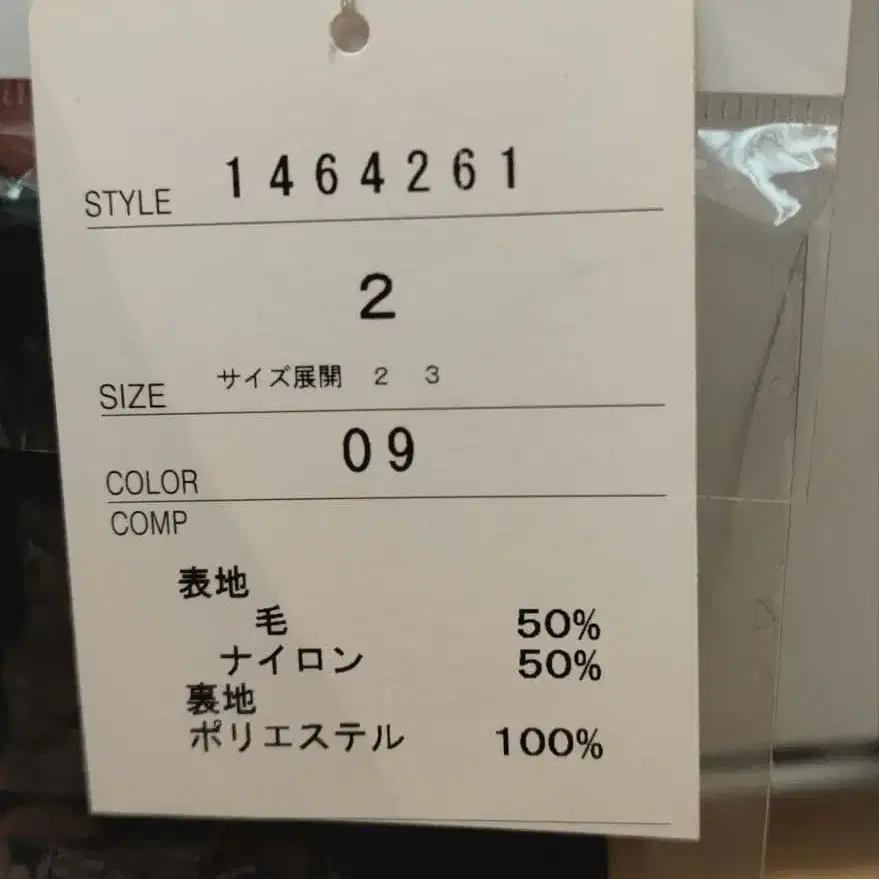 STYLE 1464261
2
SIZE サイズ展開 2 3
COLOR 09
COMP
表地
毛 50%
ナイロン 50%
裏地
ポリエステル 100%